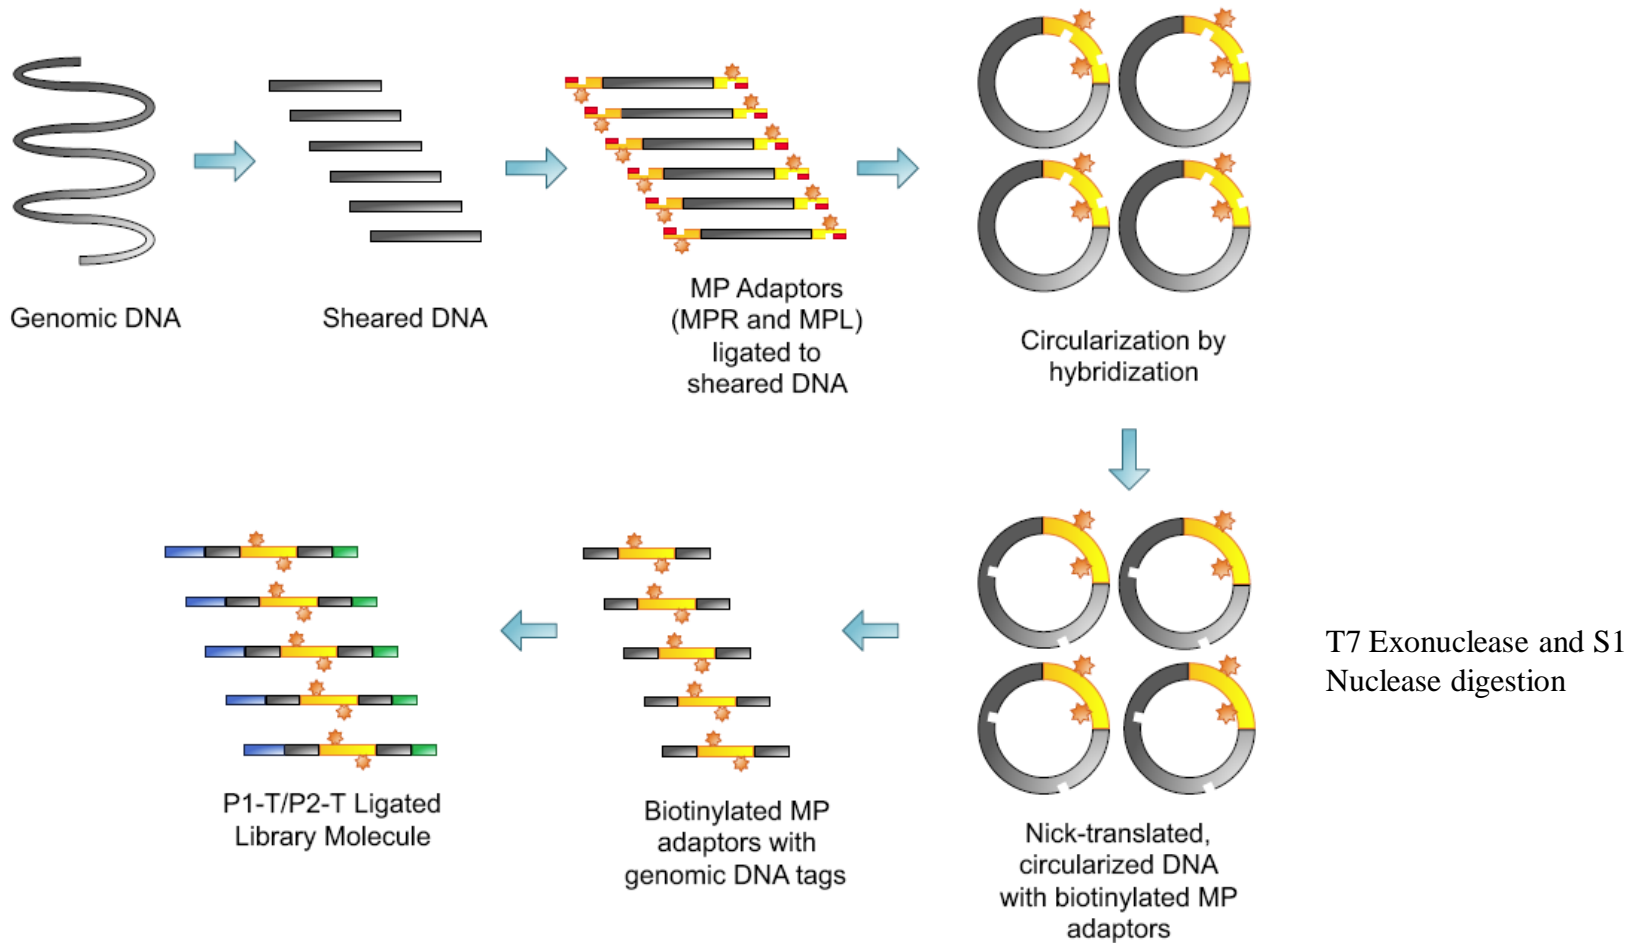 Genomic DNA
Sheared DNA
MP Adaptors
(MPR and MPL)
ligated to
sheared DNA
Circularization by
hybridization
T7 Exonuclease and S1
Nuclease digestion
Nick-translated,
circularized DNA
with biotinylated MP
adaptors
Biotinylated MP
adaptors with
genomic DNA tags
P1-T/P2-T Ligated
Library Molecule